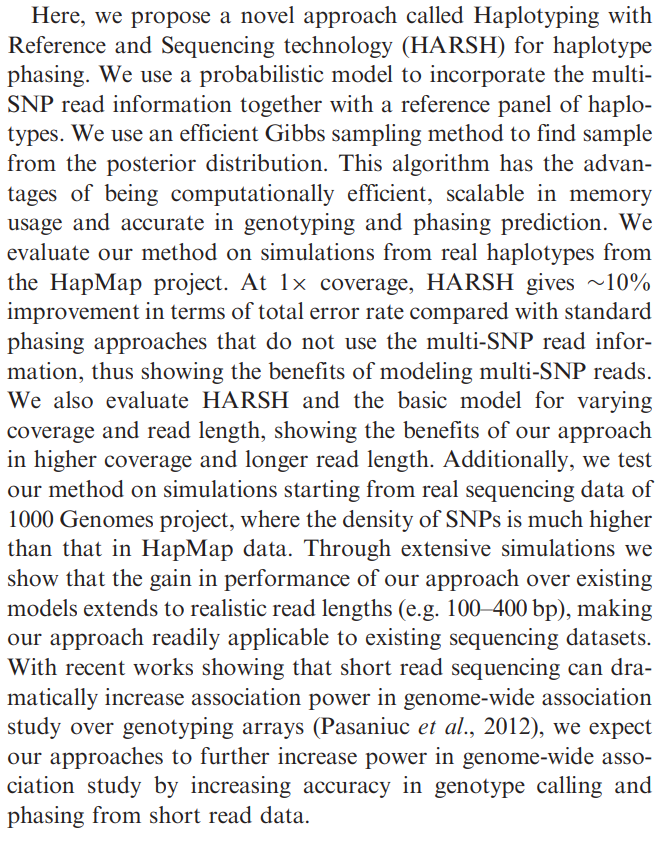 Here, we propose a novel approach called Haplotyping with
Reference and Sequencing technology (HARSH) for haplotype
phasing. We use a probabilistic model to incorporate the multi-
SNP read information together with a reference panel of haplo-
types. We use an efficient Gibbs sampling method to find sample
from the posterior distribution. This algorithm has the advan-
tages of being computationally efficient, scalable in memory
usage and accurate in genotyping and phasing prediction. We
evaluate our method on simulations from real haplotypes from
the HapMap project. At 1× coverage, HARSH gives ~10%
improvement in terms of total error rate compared with standard
phasing approaches that do not use the multi-SNP read infor-
mation, thus showing the benefits of modeling multi-SNP reads.
We also evaluate HARSH and the basic model for varying
coverage and read length, showing the benefits of our approach
in higher coverage and longer read length. Additionally, we test
our method on simulations starting from real sequencing data of
1000 Genomes project, where the density of SNPs is much higher
than that in HapMap data. Through extensive simulations we
show that the gain in performance of our approach over existing
models extends to realistic read lengths (e.g. 100–400 bp), making
our approach readily applicable to existing sequencing datasets.
With recent works showing that short read sequencing can dra-
matically increase association power in genome-wide association
study over genotyping arrays (Pasaniuc et al., 2012), we expect
our approaches to further increase power in genome-wide asso-
ciation study by increasing accuracy in genotype calling and
phasing from short read data.